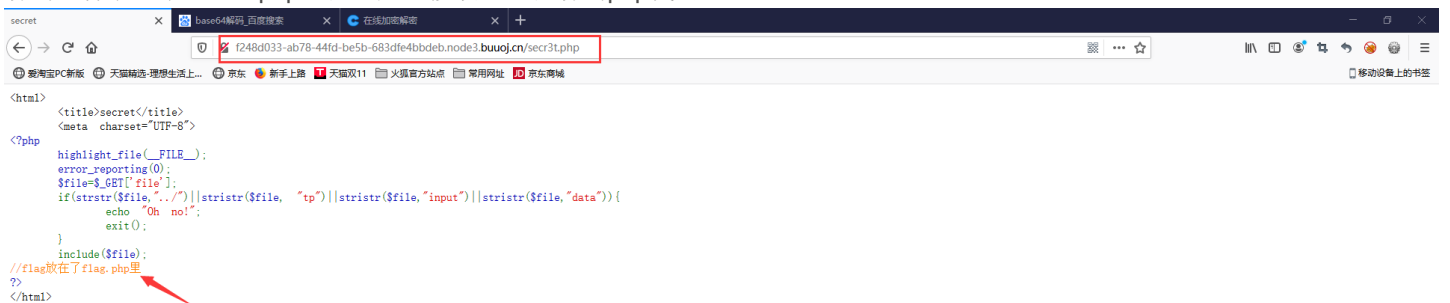 secret
base64解码_百度搜索
在线加密解密
f248d033-ab78-44fd-be5b-683dfe4bbdeb.node3.buuoj.cn/secr3t.php
爱淘宝PC新版 天猫精选-理想生活上... 京东 新手上路 天猫双11 火狐官方站点 常用网址 京东商城 移动设备上的书签
<html>
<title>secret</title>
<meta charset="UTF-8">
<?php
highlight_file(__FILE__);
error_reporting(0);
$file=$_GET['file'];
if(strstr($file,"../")||stristr($file, "tp")||stristr($file,"input")||stristr($file,"data")){
echo "Oh no!";
exit();
}
include($file);
//flag放在了flag.php里
?>
</html>